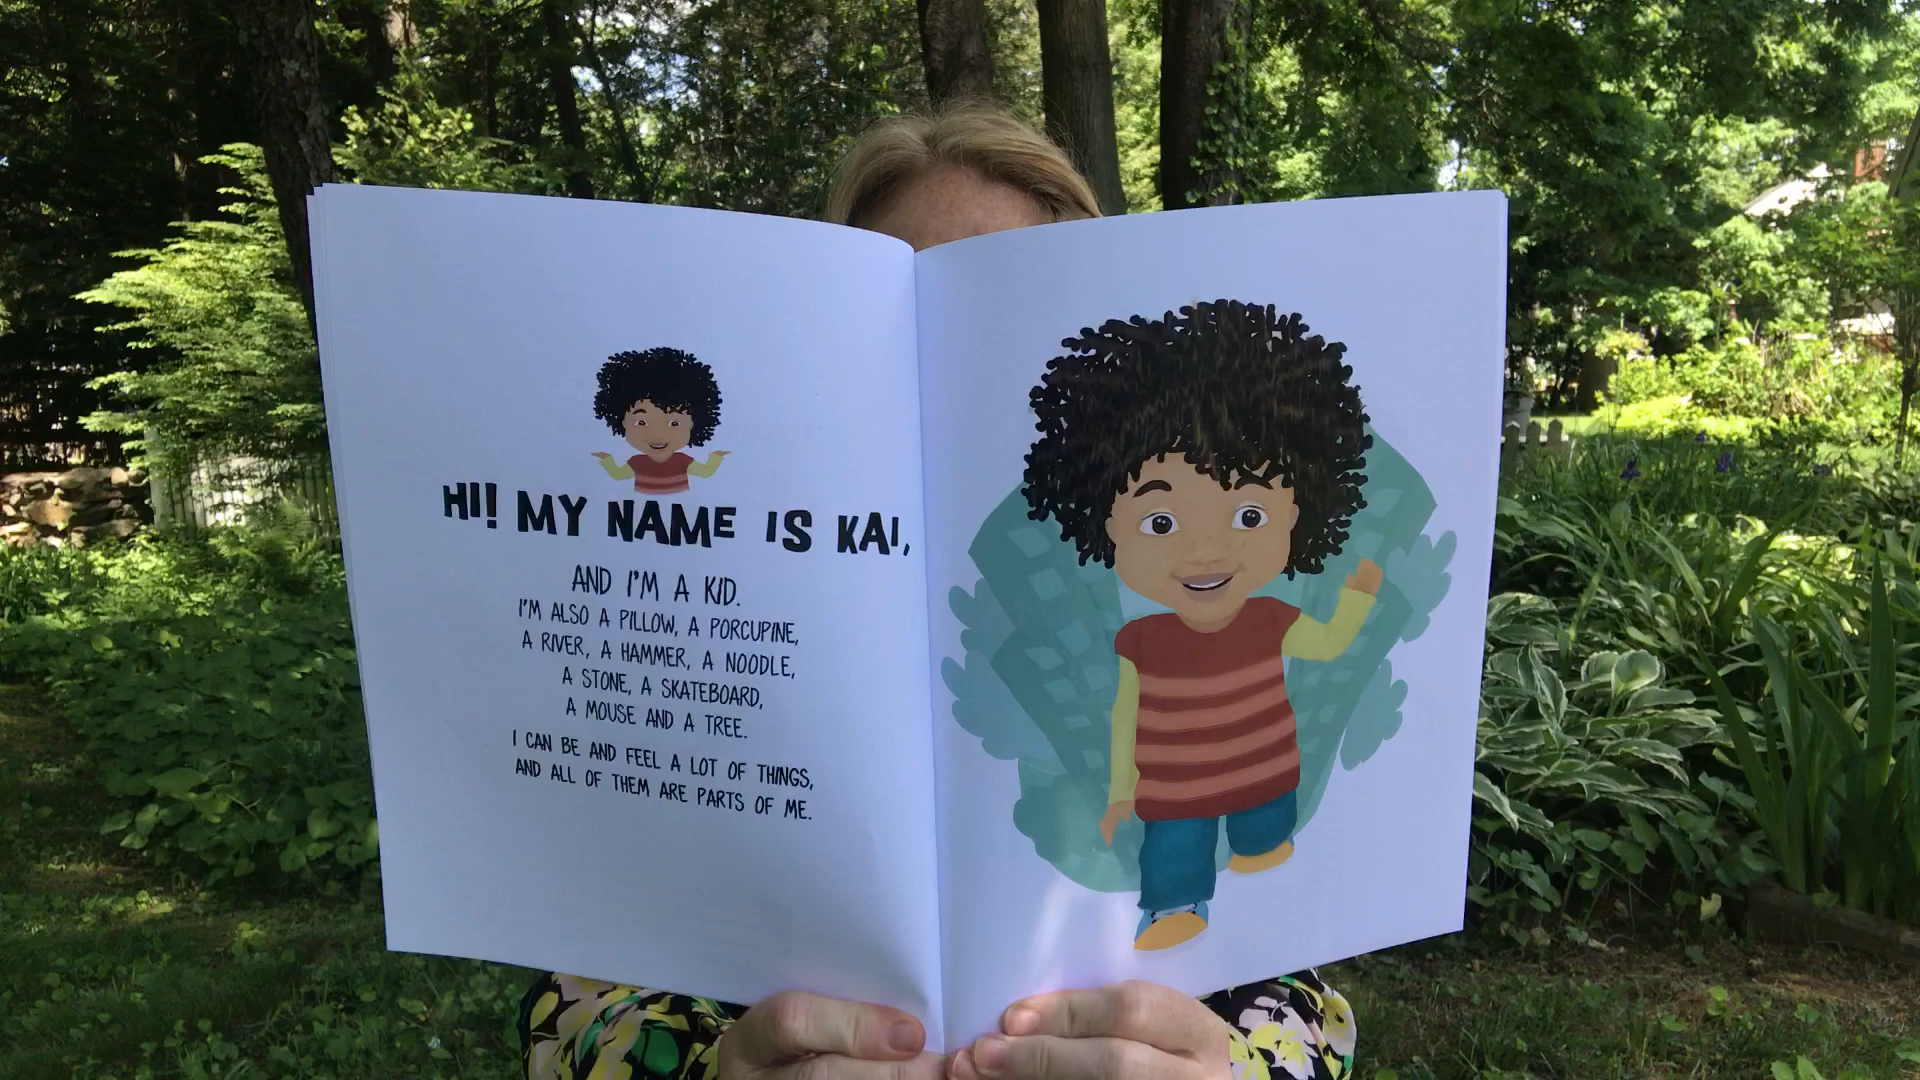 HI! MY NAME IS KAI,
AND I'M A KID.
I'M ALSO A PILLOW, A PORCUPINE,
A RIVER, A HAMMER, A NOODLE,
A STONE, A SKATEBOARD,
A MOUSE AND A TREE.
I CAN BE AND FEEL A LOT OF THINGS,
AND ALL OF THEM ARE PARTS OF ME.